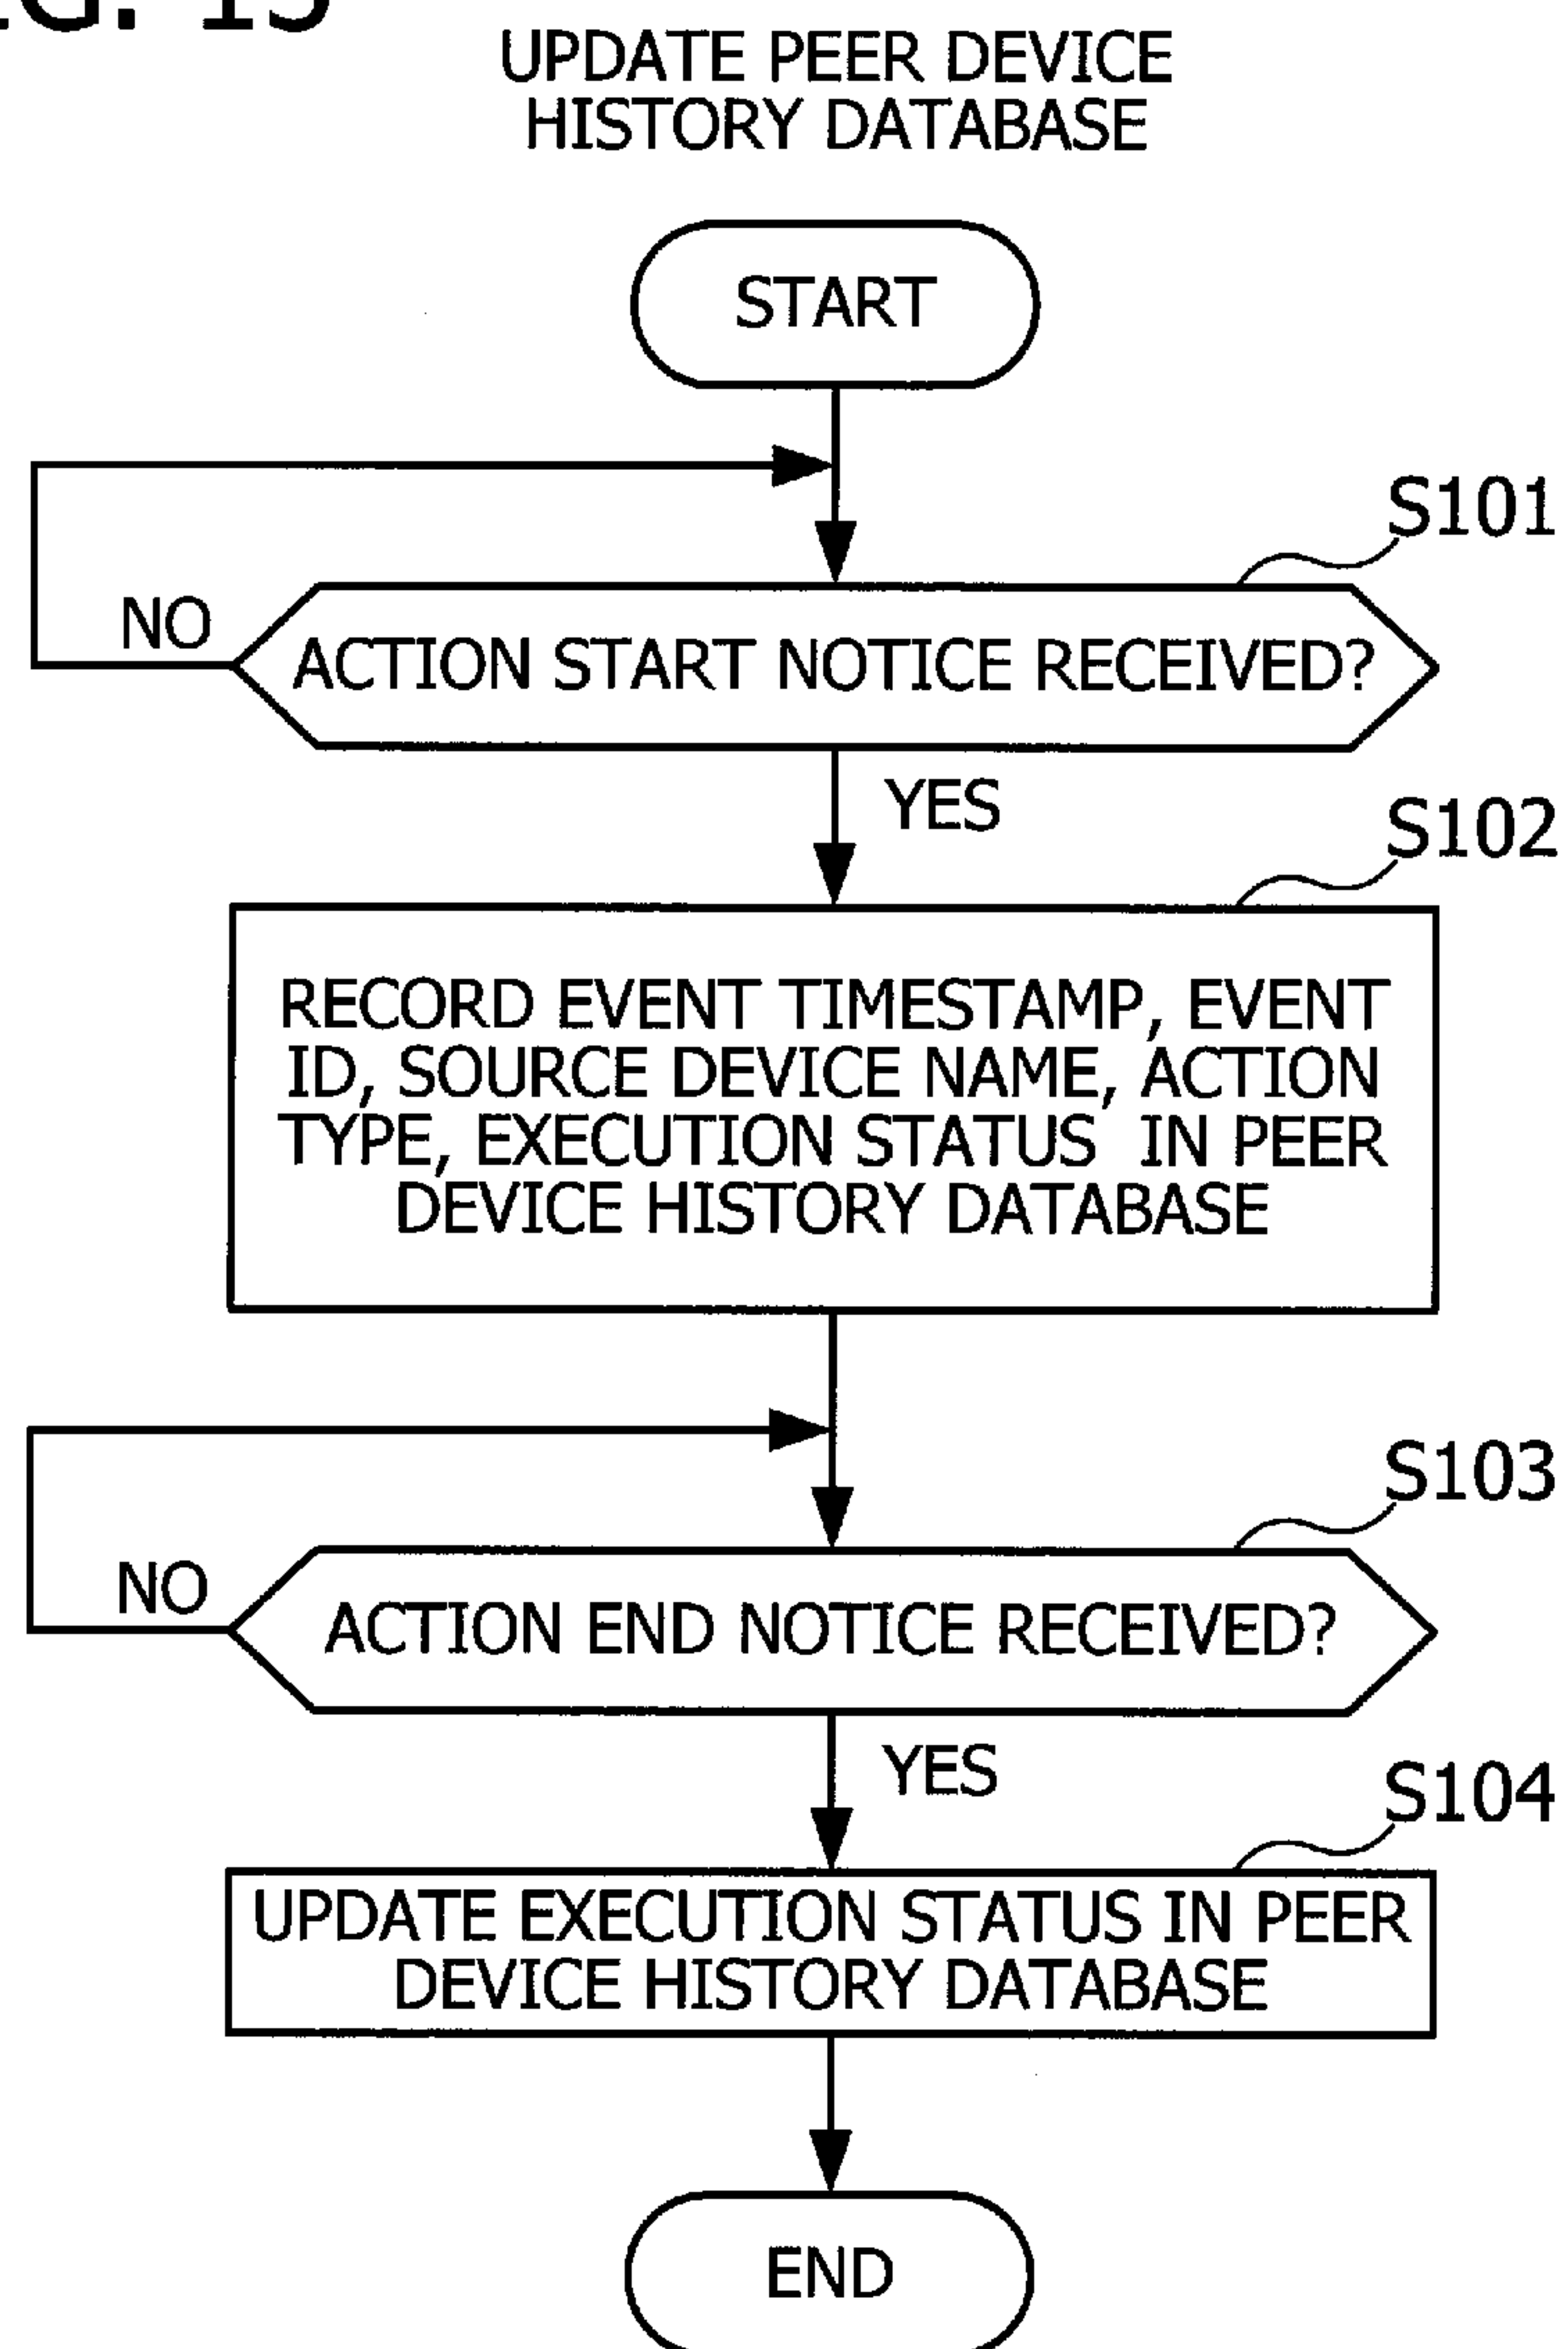 G. 15
UPDATE PEER DEVICE
HISTORY DATABASE
START
S101
NO
ACTION START NOTICE RECEIVED?
YES
S102
RECORD EVENT TIMESTAMP, EVENT
ID, SOURCE DEVICE NAME, ACTION
TYPE, EXECUTION STATUS IN PEER
DEVICE HISTORY DATABASE
S103
NO
ACTION END NOTICE RECEIVED?
YES
S104
UPDATE EXECUTION STATUS IN PEER
DEVICE HISTORY DATABASE
END